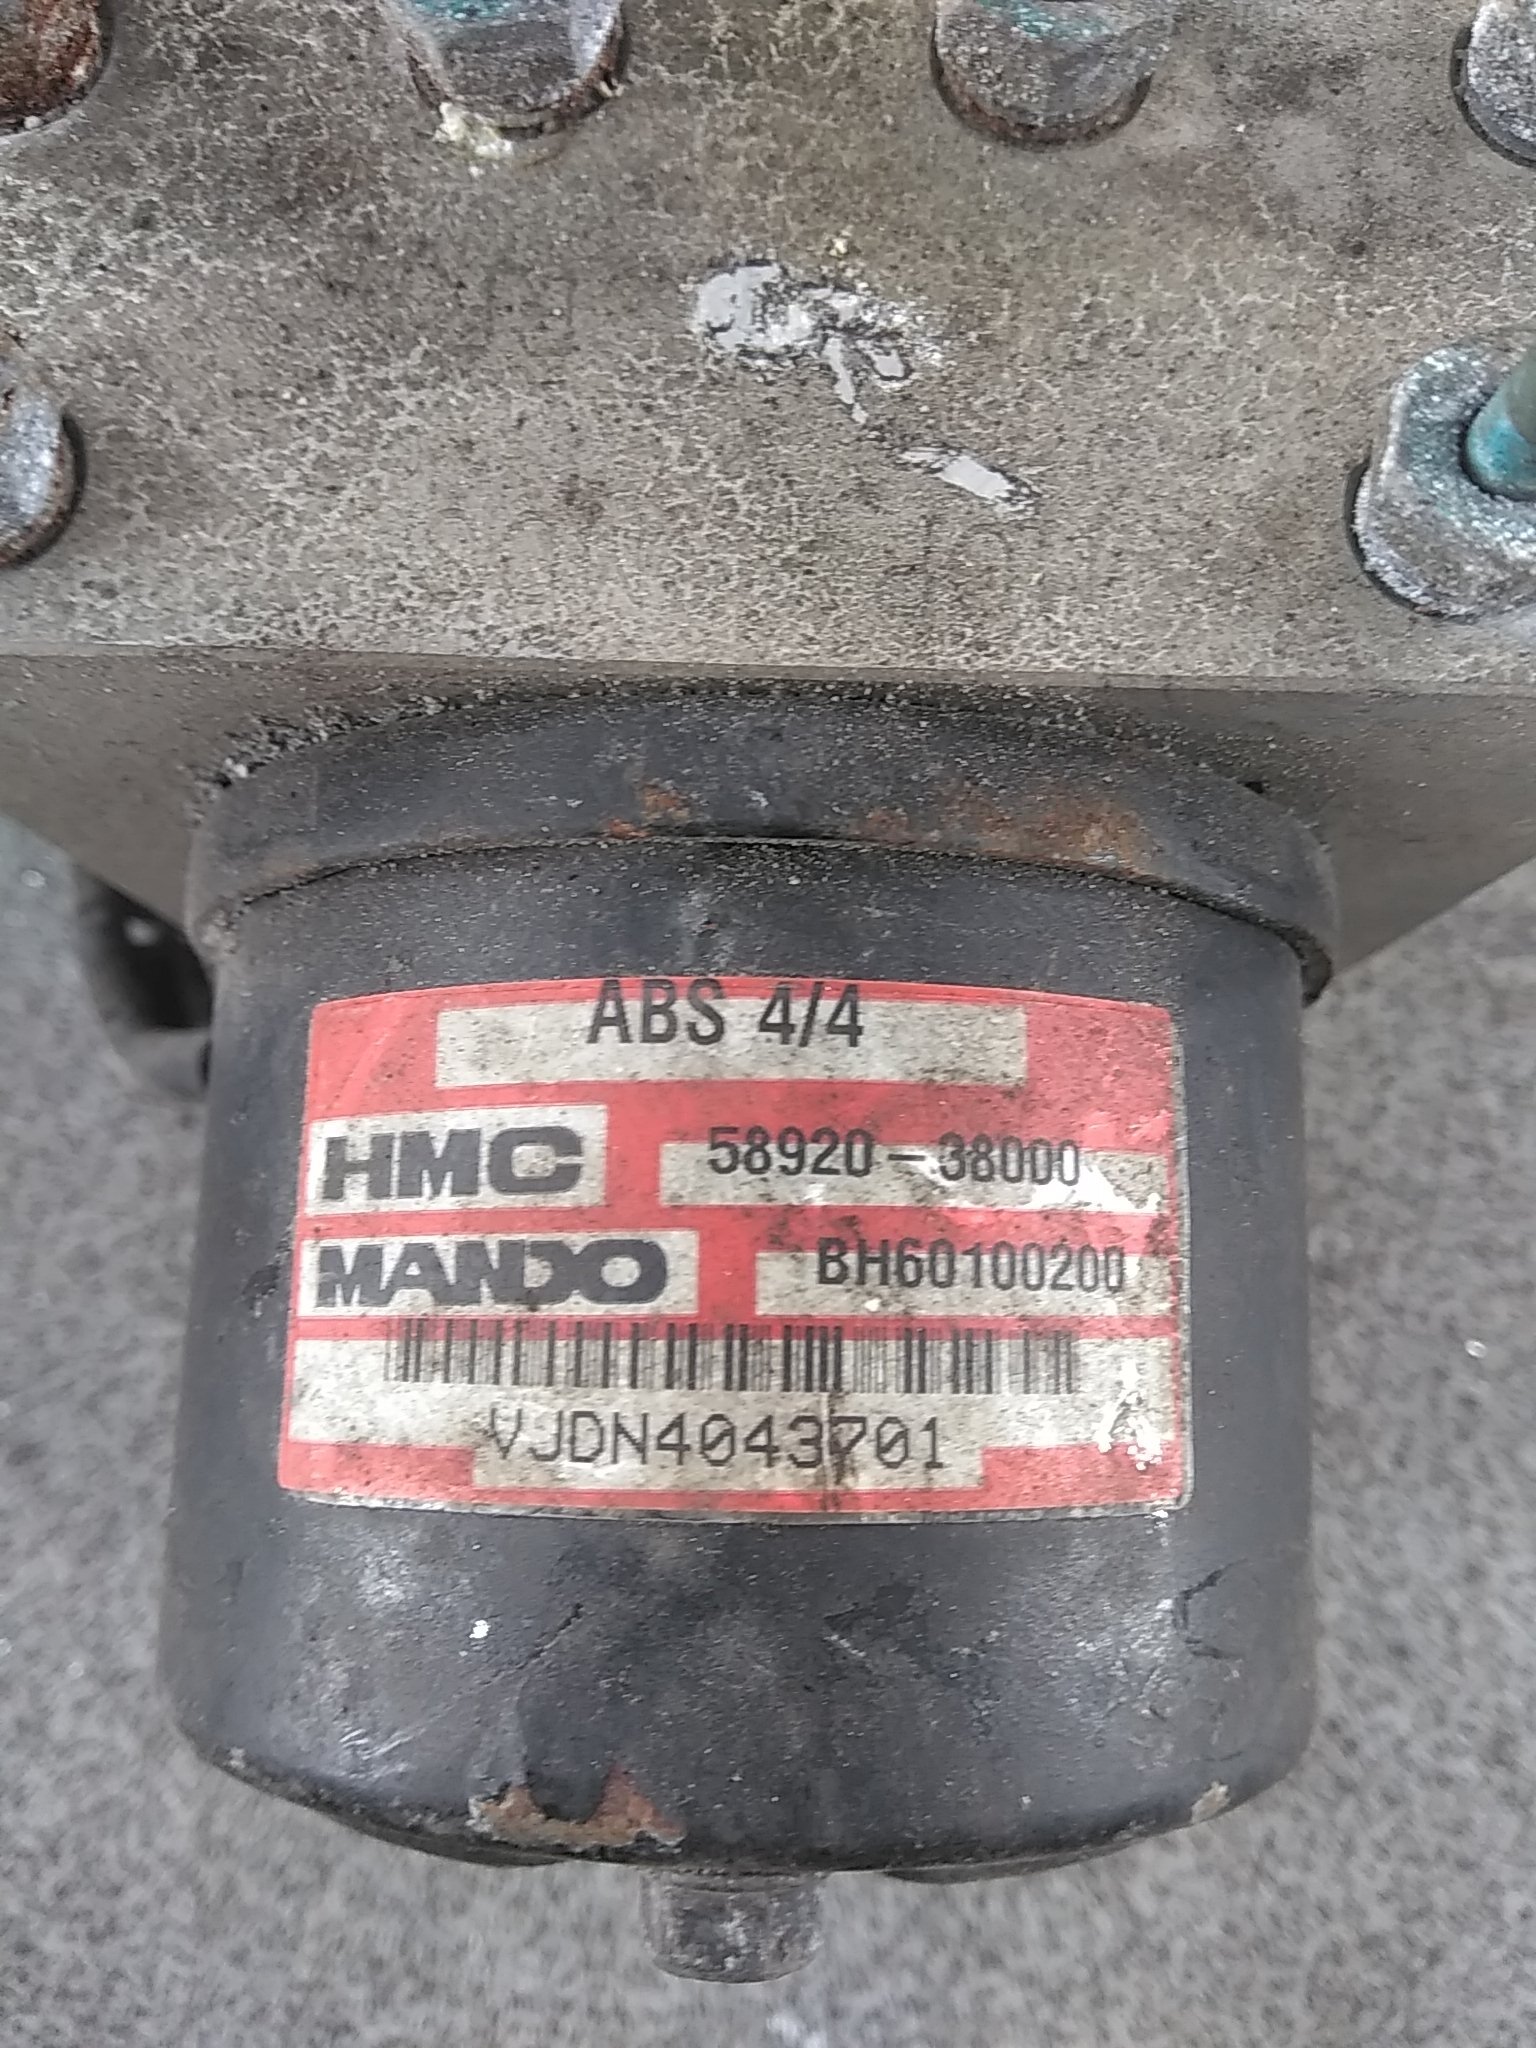 ABS 4/4
HMC 58920-38000
MANDO BH60100200
VJDN4043701